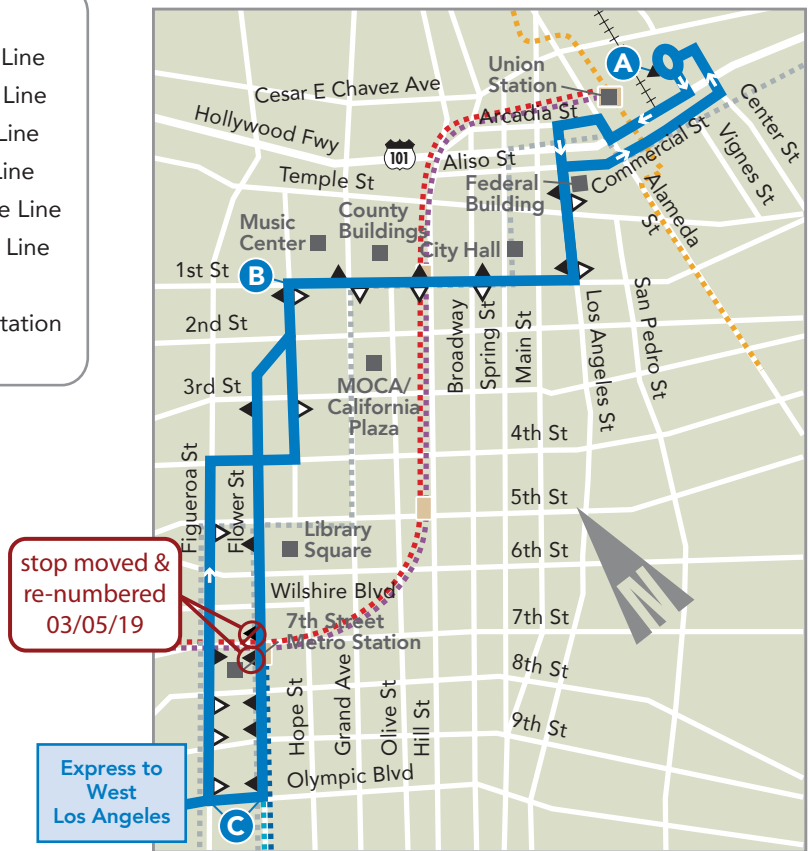 Line
Line
Line
Line
e Line
Line
tation
A
Union
Station
Cesar E Chavez Ave
Arcadia St
Hollywood Fwy
101
Aliso St
Commercial St
Center St
Vignes St
Temple St
Federal
Building
Alameda
St
Music
Center
County
Buildings
City Hall
1st St
B
2nd St
Broadway
Spring St
Main St
Los Angeles St
San Pedro St
3rd St
MOCA/
California
Plaza
4th St
Figueroa St
Flower St
5th St
Library
Square
6th St
N
stop moved &
re-numbered
03/05/19
Wilshire Blvd
7th Street
Metro Station
7th St
8th St
Hope St
Grand Ave
Olive St
Hill St
9th St
Olympic Blvd
Express to
West
Los Angeles
C